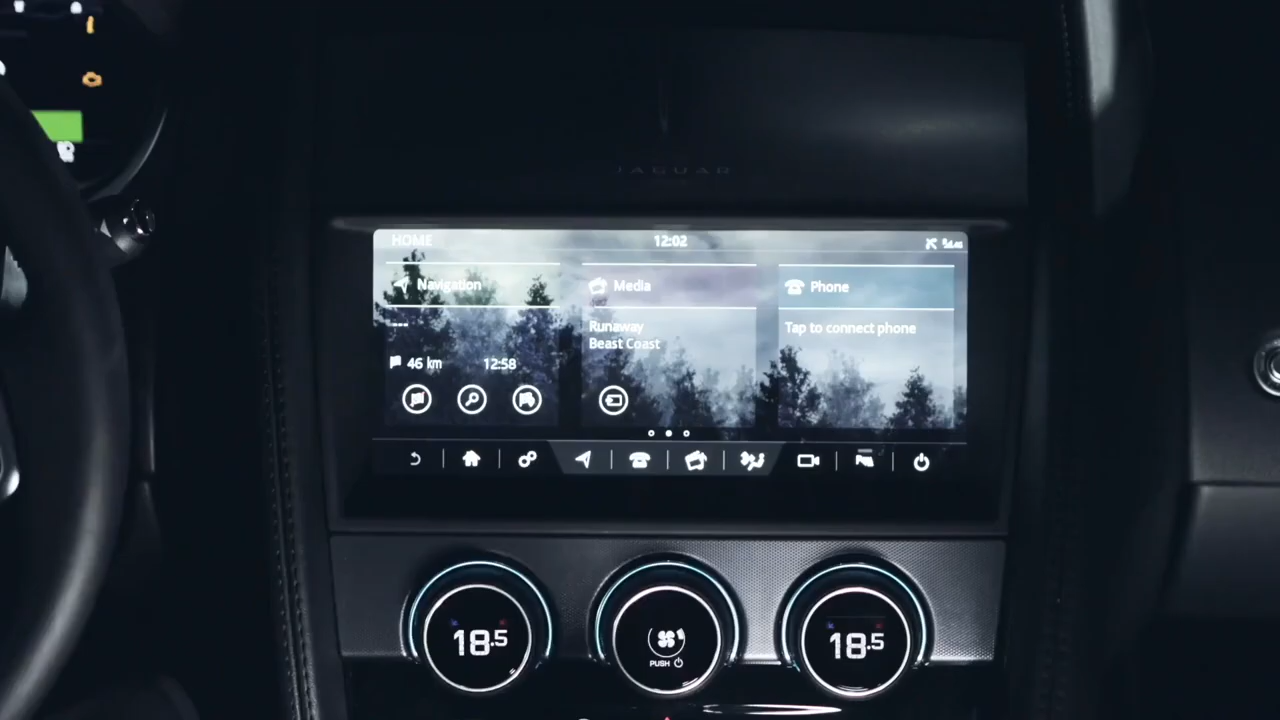 JAGUAR
HOME
12:02
Navigation
Media
Phone
---
Runaway
Beast Coast
Tap to connect phone
46 km
12:58
18.5
PUSH
18.5